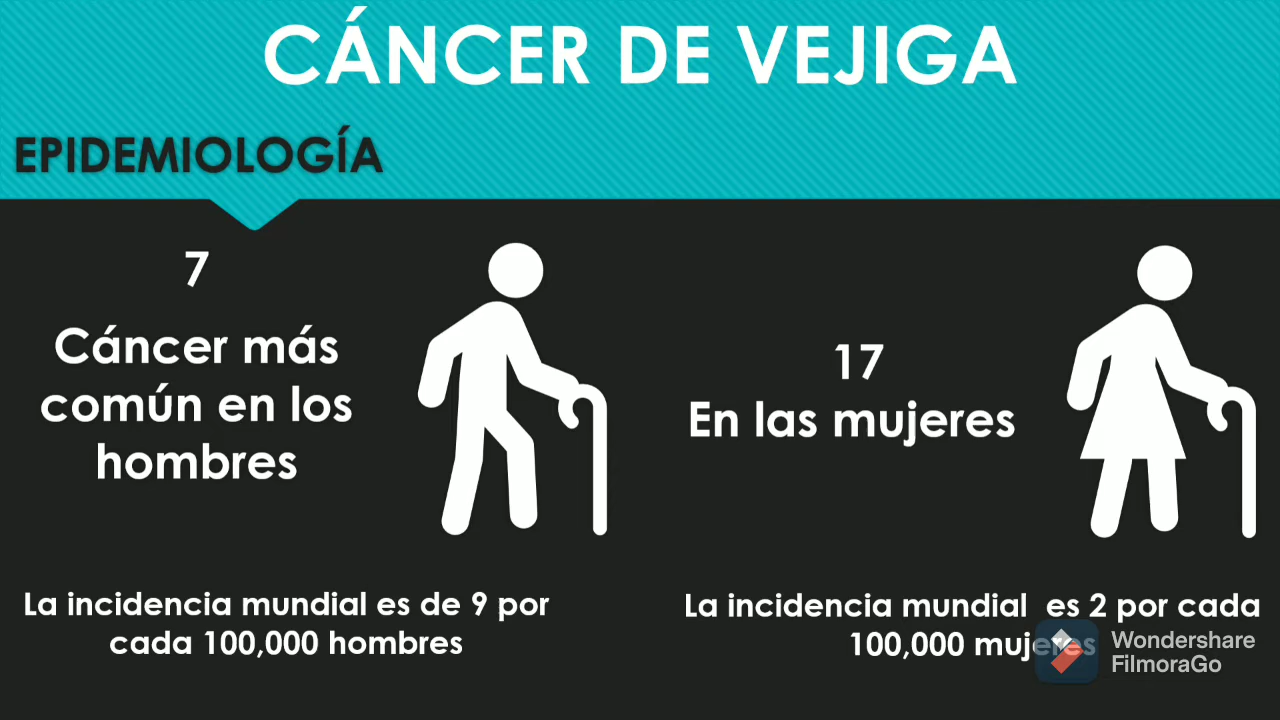 CÁNCER DE VEJIGA
EPIDEMIOLOGÍA
7
Cáncer más
común en los
hombres
17
En las mujeres
La incidencia mundial es de 9 por
cada 100,000 hombres
La incidencia mundial  es 2 por cada
100,000 mujeres
Wondershare
FilmoraGo